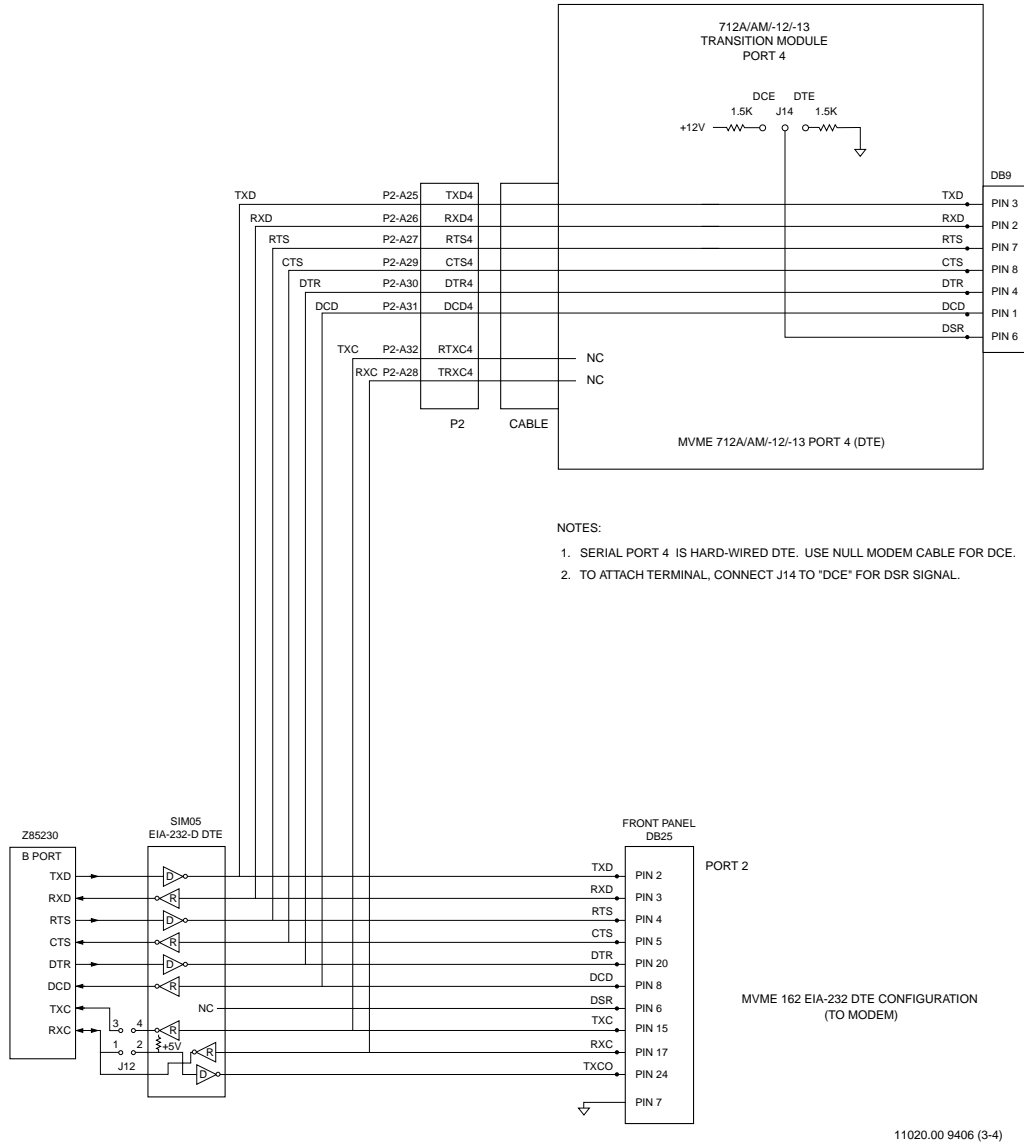 712A/AM/-12/-13
TRANSITION MODULE
PORT 4
DCE DTE
1.5K J14 1.5K
+12V
DB9
TXD P2-A25 TXD4 TXD PIN 3
RXD P2-A26 RXD4 RXD PIN 2
RTS P2-A27 RTS4 RTS PIN 7
CTS P2-A29 CTS4 CTS PIN 8
DTR P2-A30 DTR4 DTR PIN 4
DCD P2-A31 DCD4 DCD PIN 1
DSR PIN 6
TXC P2-A32 RTXC4 NC
RXC P2-A28 TRXC4 NC
P2 CABLE
MVME 712A/AM/-12/-13 PORT 4 (DTE)
NOTES:
1. SERIAL PORT 4 IS HARD-WIRED DTE. USE NULL MODEM CABLE FOR DCE.
2. TO ATTACH TERMINAL, CONNECT J14 TO "DCE" FOR DSR SIGNAL.
Z85230
SIM05
EIA-232-D DTE
FRONT PANEL
DB25
B PORT
PORT 2
TXD D TXD PIN 2
RXD R RXD PIN 3
RTS D RTS PIN 4
CTS R CTS PIN 5
DTR D DTR PIN 20
DCD R DCD PIN 8
NC DSR PIN 6
TXC TXC PIN 15
RXC 3 4 R
1 2 +5V R RXC PIN 17
J12 D TXCO PIN 24
PIN 7
MVME 162 EIA-232 DTE CONFIGURATION
(TO MODEM)
11020.00 9406 (3-4)